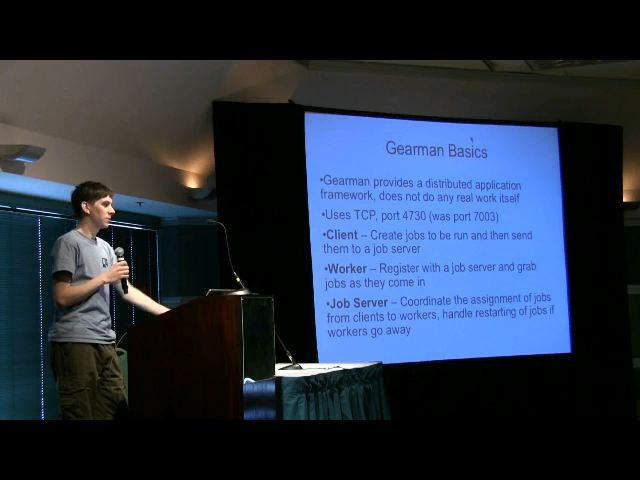 Gearman Basics
•Gearman provides a distributed application
framework, does not do any real work itself
•Uses TCP, port 4730 (was port 7003)
•Client – Create jobs to be run and then send
them to a job server
•Worker – Register with a job server and grab
jobs as they come in
•Job Server – Coordinate the assignment of jobs
from clients to workers, handle restarting of jobs if
workers go away